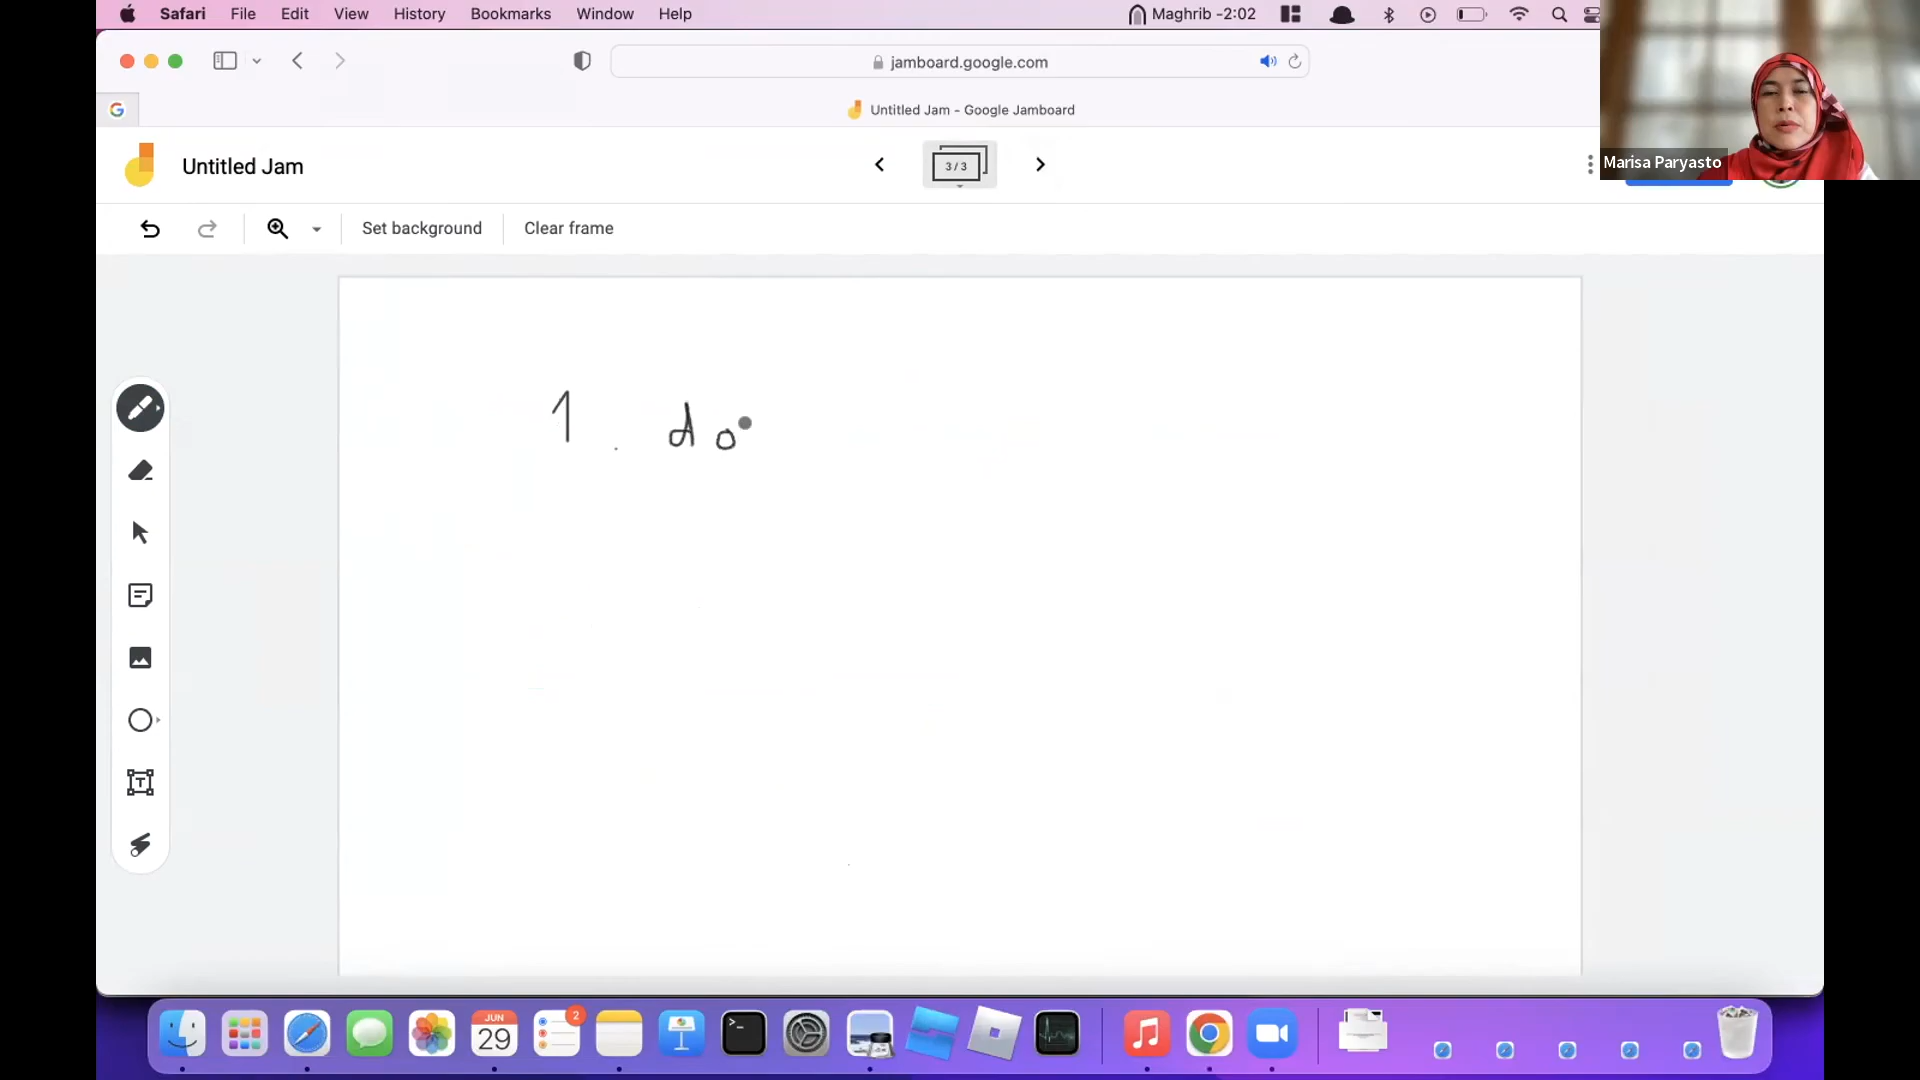 Safari File Edit View History Bookmarks Window Help Maghrib -2:02
jamboard.google.com
Untitled Jam - Google Jamboard
Untitled Jam
3 / 3
Marisa Paryasto
Set background Clear frame
1. do
2
JUN
29